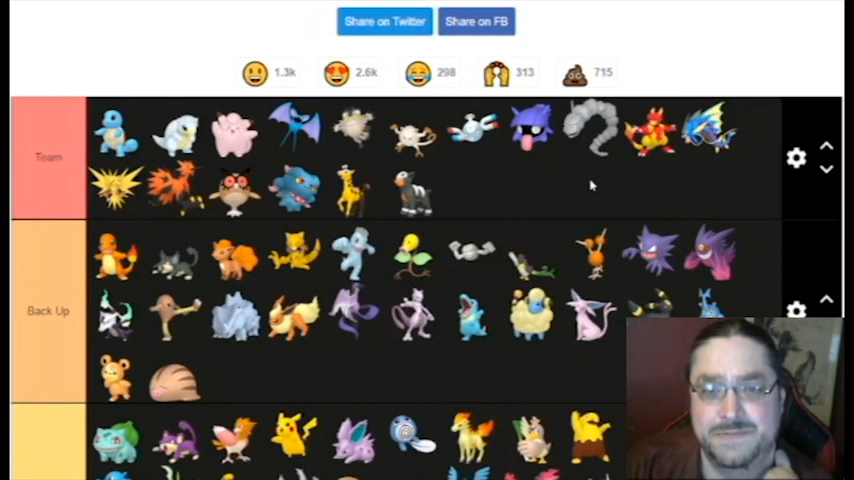 Share on Twitter
Share on FB
1.3k
2.6k
298
313
715
Team
Back Up